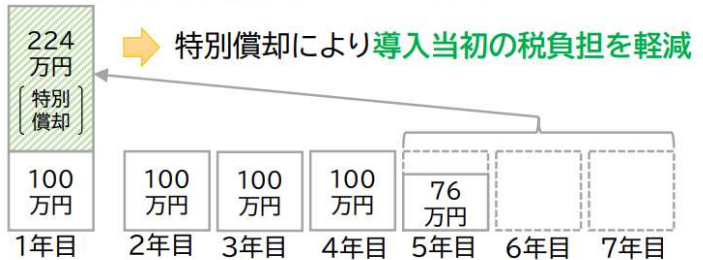 224
万円
特別
償却
特別償却により導入当初の税負担を軽減
100
万円
100
万円
100
万円
100
万円
76
万円
1年目
2年目
3年目
4年目
5年目
6年目
7年目